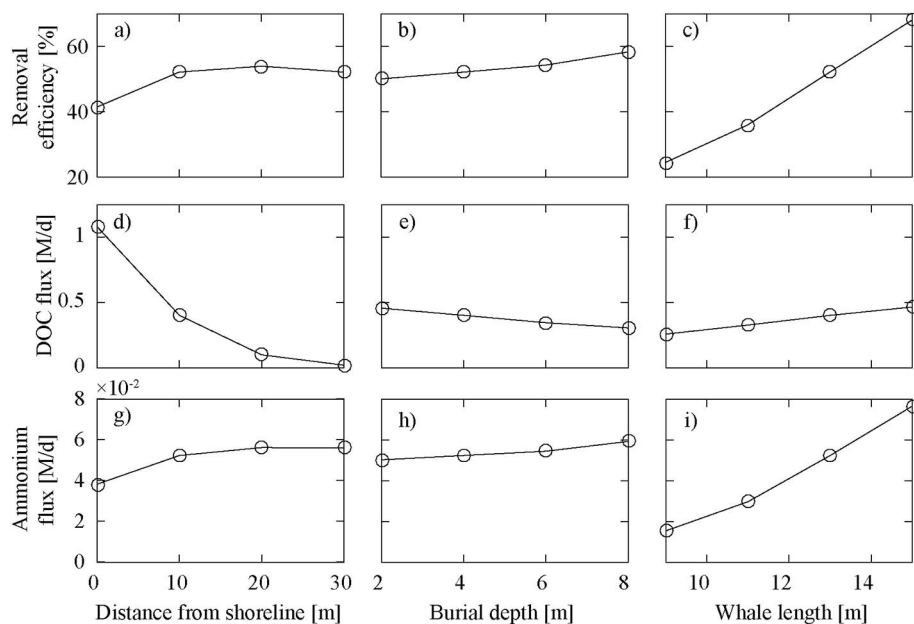 a)
b)
c)
Removal
efficiency [%]
60
40
20
d)
e)
f)
DOC flux [M/d]
1
0.5
0
×10-2
g)
h)
i)
Ammonium
flux [M/d]
8
6
4
2
0
0 10 20 30
2 4 6 8
10 12 14
Distance from shoreline [m]
Burial depth [m]
Whale length [m]